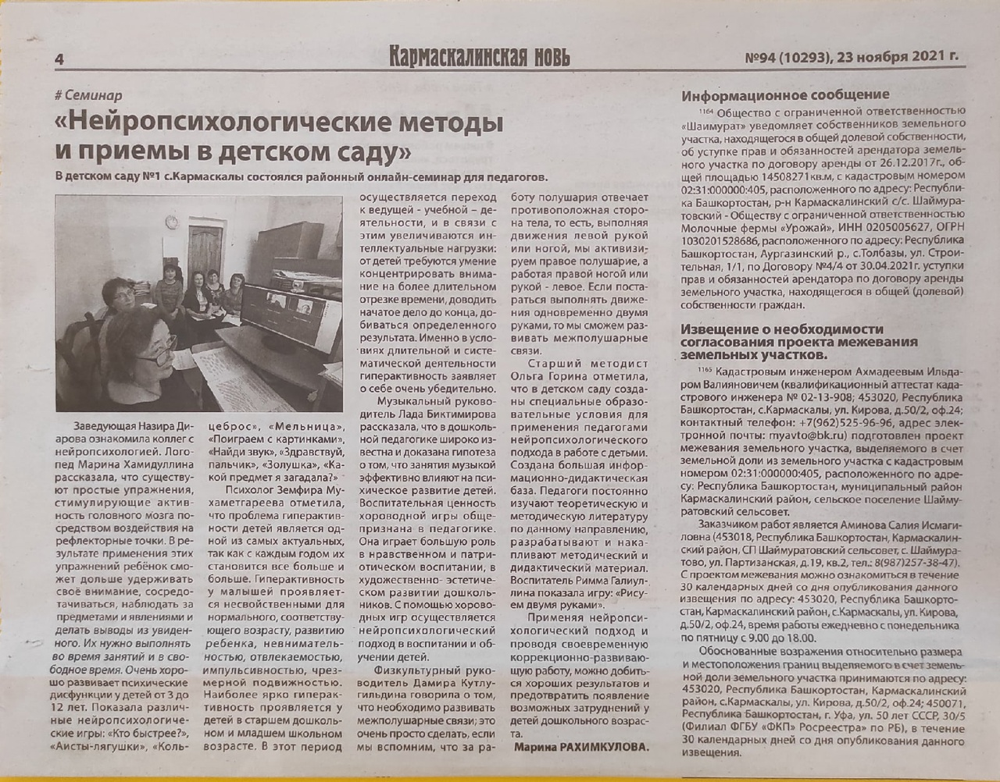 4
Кармаскалинская новь
№94 (10293), 23 ноября 2021 г.
# Семинар
«Нейропсихологические методы
и приемы в детском саду»
В детском саду №1 с.Кармаскалы состоялся районный онлайн-семинар для педагогов.
Заведующая Назира Ди-
арова ознакомила коллег с
нейропсихологией. Лого-
пед Марина Хамидуллина
рассказала, что существу-
ют простые упражнения,
стимулирующие актив-
ность головного мозга по-
средством воздействия на
рефлекторные точки. В ре-
зультате применения этих
упражнений ребёнок смо-
жет дольше удерживать
своё внимание, сосредо-
тачиваться, наблюдать за
предметами и явлениями и
делать выводы из увиден-
ного. Их нужно выполнять
во время занятий и в сво-
бодное время. Очень хоро-
шо развивает психические
дисфункции у детей от 3 до
12 лет. Показала различ-
ные нейропсихологиче-
ские игры: «Кто быстрее?»,
«Аисты-лягушки», «Коль-
цеброс», «Мельница»,
«Поиграем с картинками»,
«Найди звук», «Здравствуй,
пальчик», «Золушка», «Ка-
кой предмет я загадала?»
Психолог Земфира Му-
хаметгареева отметила,
что проблема гиперактив-
ности детей является од-
ной из самых актуальных,
так как с каждым годом их
становится все больше и
больше. Гиперактивность
у малышей проявляет-
ся несвойственными для
нормального, соответству-
ющего возрасту, развитию
ребенка, невниматель-
ностью, отвлекаемостью,
импульсивностью, чрез-
мерной подвижностью.
Наиболее ярко гиперак-
тивность проявляется у
детей в старшем дошколь-
ном и младшем школьном
возрасте. В этот период
осуществляется переход
к ведущей - учебной – де-
ятельности, и в связи с
этим увеличиваются ин-
теллектуальные нагрузки:
от детей требуются умение
концентрировать внима-
ние на более длительном
отрезке времени, доводить
начатое дело до конца, до-
биваться определенного
результата. Именно в усло-
виях длительной и систе-
матической деятельности
гиперактивность заявляет
о себе очень убедительно.
Музыкальный руково-
дитель Лада Биктимирова
рассказала, что в дошколь-
ной педагогике широко из-
вестна и доказана гипотеза
о том, что занятия музыкой
эффективно влияют на пси-
хическое развитие детей.
Воспитательная ценность
хороводной игры обще-
признана в педагогике.
Она играет большую роль
в нравственном и патри-
отическом воспитании, в
художественно- эстетиче-
ском развитии дошколь-
ников. С помощью хорово-
дных игр осуществляется
нейропсихологический
подход в воспитании и об-
учении детей.
Физкультурный руко-
водитель Дамира Кутлу-
гильдина говорила о том,
что необходимо развивать
межполушарные связи; это
очень просто сделать, если
мы вспомним, что за ра-
боту полушария отвечает
противоположная сторо-
на тела, то есть, выполняя
движения левой рукой
или ногой, мы активизи-
руем правое полушарие, а
работая правой ногой или
рукой - левое. Если поста-
раться выполнять движе-
ния одновременно двумя
руками, то мы сможем раз-
вивать межполушарные
связи.
Старший методист
Ольга Горина отметила,
что в детском саду созда-
ны специальные образо-
вательные условия для
применения педагогами
нейропсихологического
подхода в работе с детьми.
Создана большая инфор-
мационно-дидактическая
база. Педагоги постоянно
изучают теоретическую и
методическую литературу
по данному направлению,
разрабатывают и нака-
пливают методический и
дидактический материал.
Воспитатель Римма Галиул-
лина показала игру: «Рису-
ем двумя руками».
Применяя нейропси-
хологический подход и
проводя своевременную
коррекционно-развиваю-
щую работу, можно добить-
ся хороших результатов и
предотвратить появление
возможных затруднений у
детей дошкольного возрас-
та.
Марина РАХИМКУЛОВА.
Информационное сообщение
1164 Общество с ограниченной ответственностью
«Шаимурат» уведомляет собственников земельного
участка, находящегося в общей долевой собственности,
об уступке прав и обязанностей арендатора земель-
ного участка по договору аренды от 26.12.2017г., об-
щей площадью 14508271кв.м, с кадастровым номером
02:31:000000:405, расположенного по адресу: Республи-
ка Башкортостан, р-н Кармаскалинский с/с. Шаймура-
товский - Обществу с ограниченной ответственностью
Молочные фермы «Урожай», ИНН 0205005627, ОГРН
1030201528686, расположенного по адресу: Республика
Башкортостан, Аургазинский р., с.Толбазы, ул. Строи-
тельная, 1/1, по Договору №4/4 от 30.04.2021г. уступки
прав и обязанностей арендатора по договору аренды
земельного участка, находящегося в общей (долевой)
собственности граждан.
Извещение о необходимости
согласования проекта межевания
земельных участков.
1165 Кадастровым инженером Ахмадеевым Ильда-
ром Валияновичем (квалификационный аттестат када-
стрового инженера № 02-13-908; 453020, Республика
Башкортостан, с.Кармаскалы, ул. Кирова, д.50/2, оф.24;
контактный телефон: +7(962)525-96-96, адрес элек-
тронной почты: myavto@bk.ru) подготовлен проект
межевания земельного участка, выделяемого в счет
земельной доли из земельного участка с кадастровым
номером 02:31:000000:405, расположенного по адре-
су: Республика Башкортостан, муниципальный район
Кармаскалинский район, сельское поселение Шайму-
ратовский сельсовет.
Заказчиком работ является Аминова Салия Исмаги-
ловна (453018, Республика Башкортостан, Кармаскалин-
ский район, СП Шаймуратовский сельсовет, с. Шаймура-
тово, ул. Партизанская, д.19, кв.2, тел.: 8(987)257-38-47).
С проектом межевания можно ознакомиться в течение
30 календарных дней со дня опубликования данного
извещения по адресу: 453020, Республика Башкорто-
стан, Кармаскалинский район, с.Кармаскалы, ул. Кирова,
д.50/2, оф.24, время работы ежедневно с понедельника
по пятницу с 9.00 до 18.00.
Обоснованные возражения относительно размера
и местоположения границ выделяемого в счет земель-
ной доли земельного участка принимаются по адресу:
453020, Республика Башкортостан, Кармаскалинский
район, с.Кармаскалы, ул. Кирова, д.50/2, оф.24; 450071,
Республика Башкортостан, г. Уфа, ул. 50 лет СССР, 30/5
(Филиал ФГБУ «ФКП» Росреестра» по РБ), в течение
30 календарных дней со дня опубликования данного
извещения.